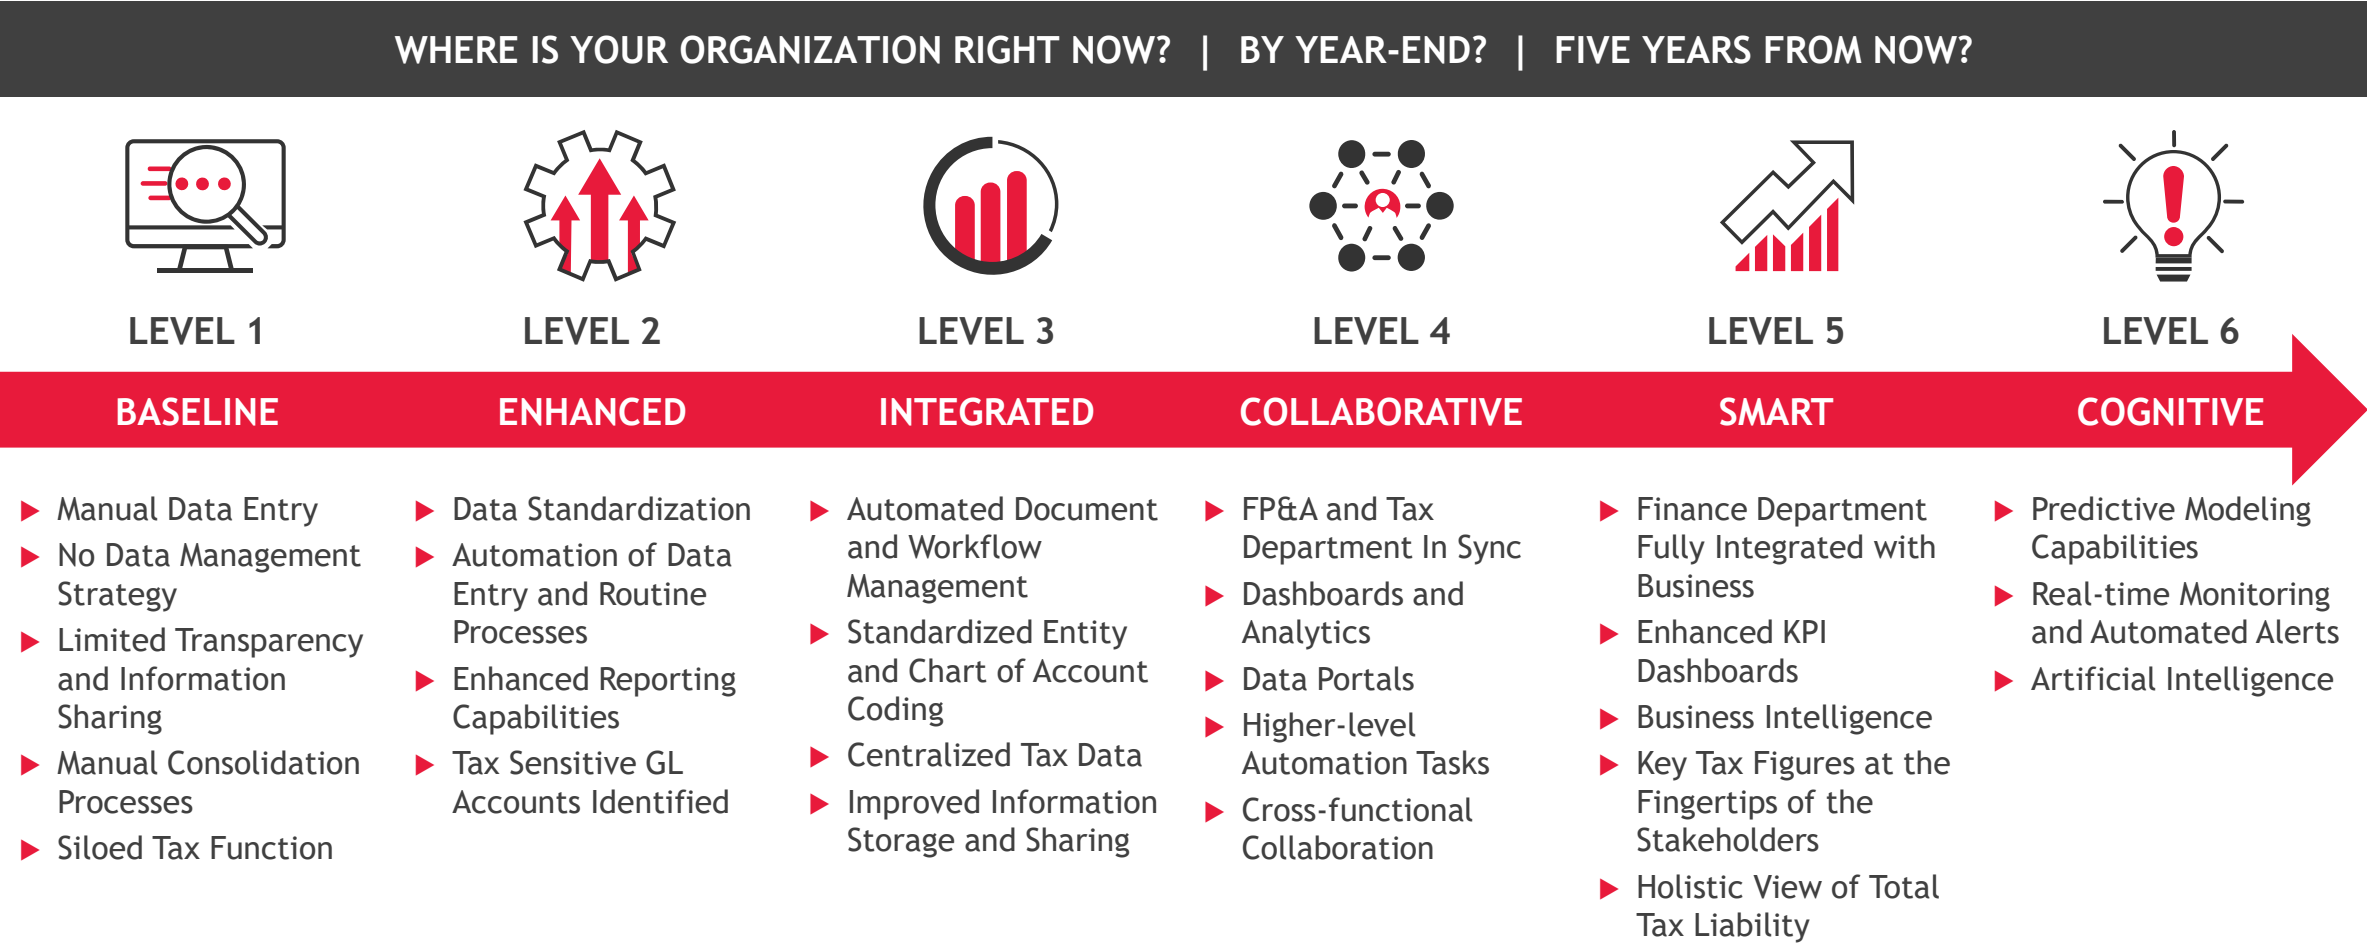 WHERE IS YOUR ORGANIZATION RIGHT NOW? | BY YEAR-END? | FIVE YEARS FROM NOW?
LEVEL 1
BASELINE
Manual Data Entry
No Data Management
Strategy
Limited Transparency
and Information
Sharing
Manual Consolidation
Processes
Siloed Tax Function
LEVEL 2
ENHANCED
Data Standardization
Automation of Data
Entry and Routine
Processes
Enhanced Reporting
Capabilities
Tax Sensitive GL
Accounts Identified
LEVEL 3
INTEGRATED
Automated Document
and Workflow
Management
Standardized Entity
and Chart of Account
Coding
Centralized Tax Data
Improved Information
Storage and Sharing
LEVEL 4
COLLABORATIVE
FP&A and Tax
Department In Sync
Dashboards and
Analytics
Data Portals
Higher-level
Automation Tasks
Cross-functional
Collaboration
LEVEL 5
SMART
Finance Department
Fully Integrated with
Business
Enhanced KPI
Dashboards
Business Intelligence
Key Tax Figures at the
Fingertips of the
Stakeholders
Holistic View of Total
Tax Liability
LEVEL 6
COGNITIVE
Predictive Modeling
Capabilities
Real-time Monitoring
and Automated Alerts
Artificial Intelligence